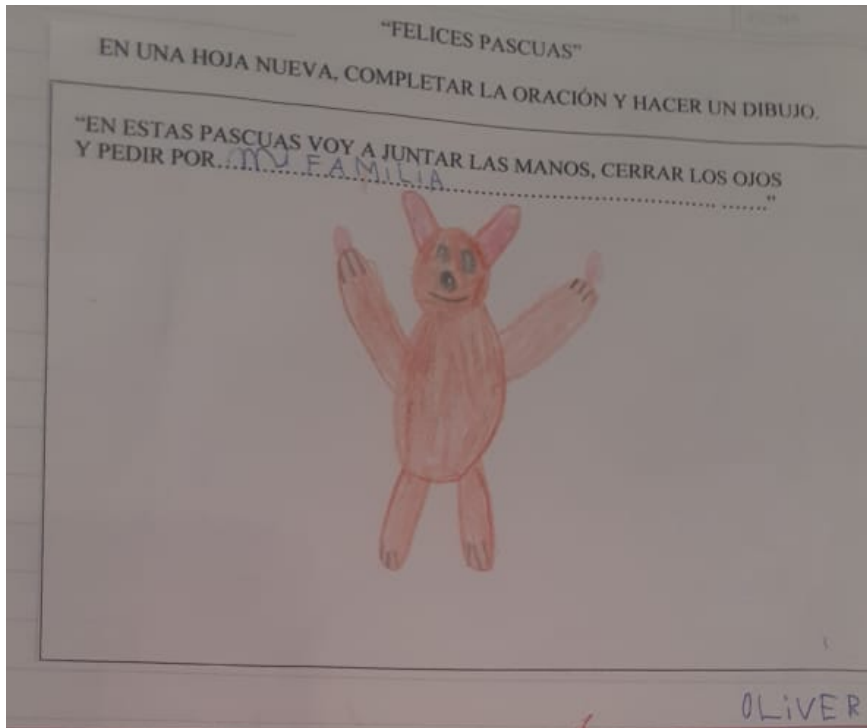 “FELICES PASCUAS”
EN UNA HOJA NUEVA, COMPLETAR LA ORACIÓN Y HACER UN DIBUJO.
“EN ESTAS PASCUAS VOY A JUNTAR LAS MANOS, CERRAR LOS OJOS
Y PEDIR POR...MI FAMILIA...”
OLIVER